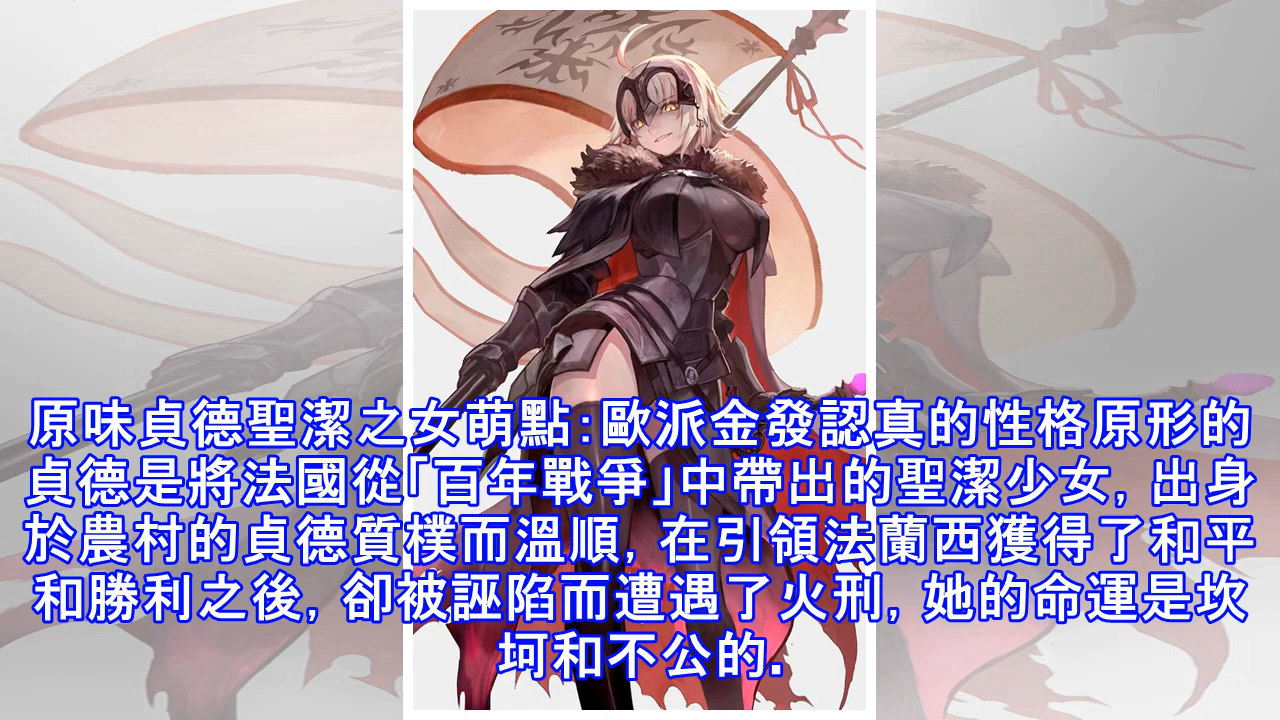 原味貞德聖潔之女萌點:歐派金發認真的性格原形的
貞德是將法國從「百年戰爭」中帶出的聖潔少女, 出身
於農村的貞德質樸而溫順, 在引領法蘭西獲得了和平
和勝利之後, 卻被誣陷而遭遇了火刑, 她的命運是坎
坷和不公的.